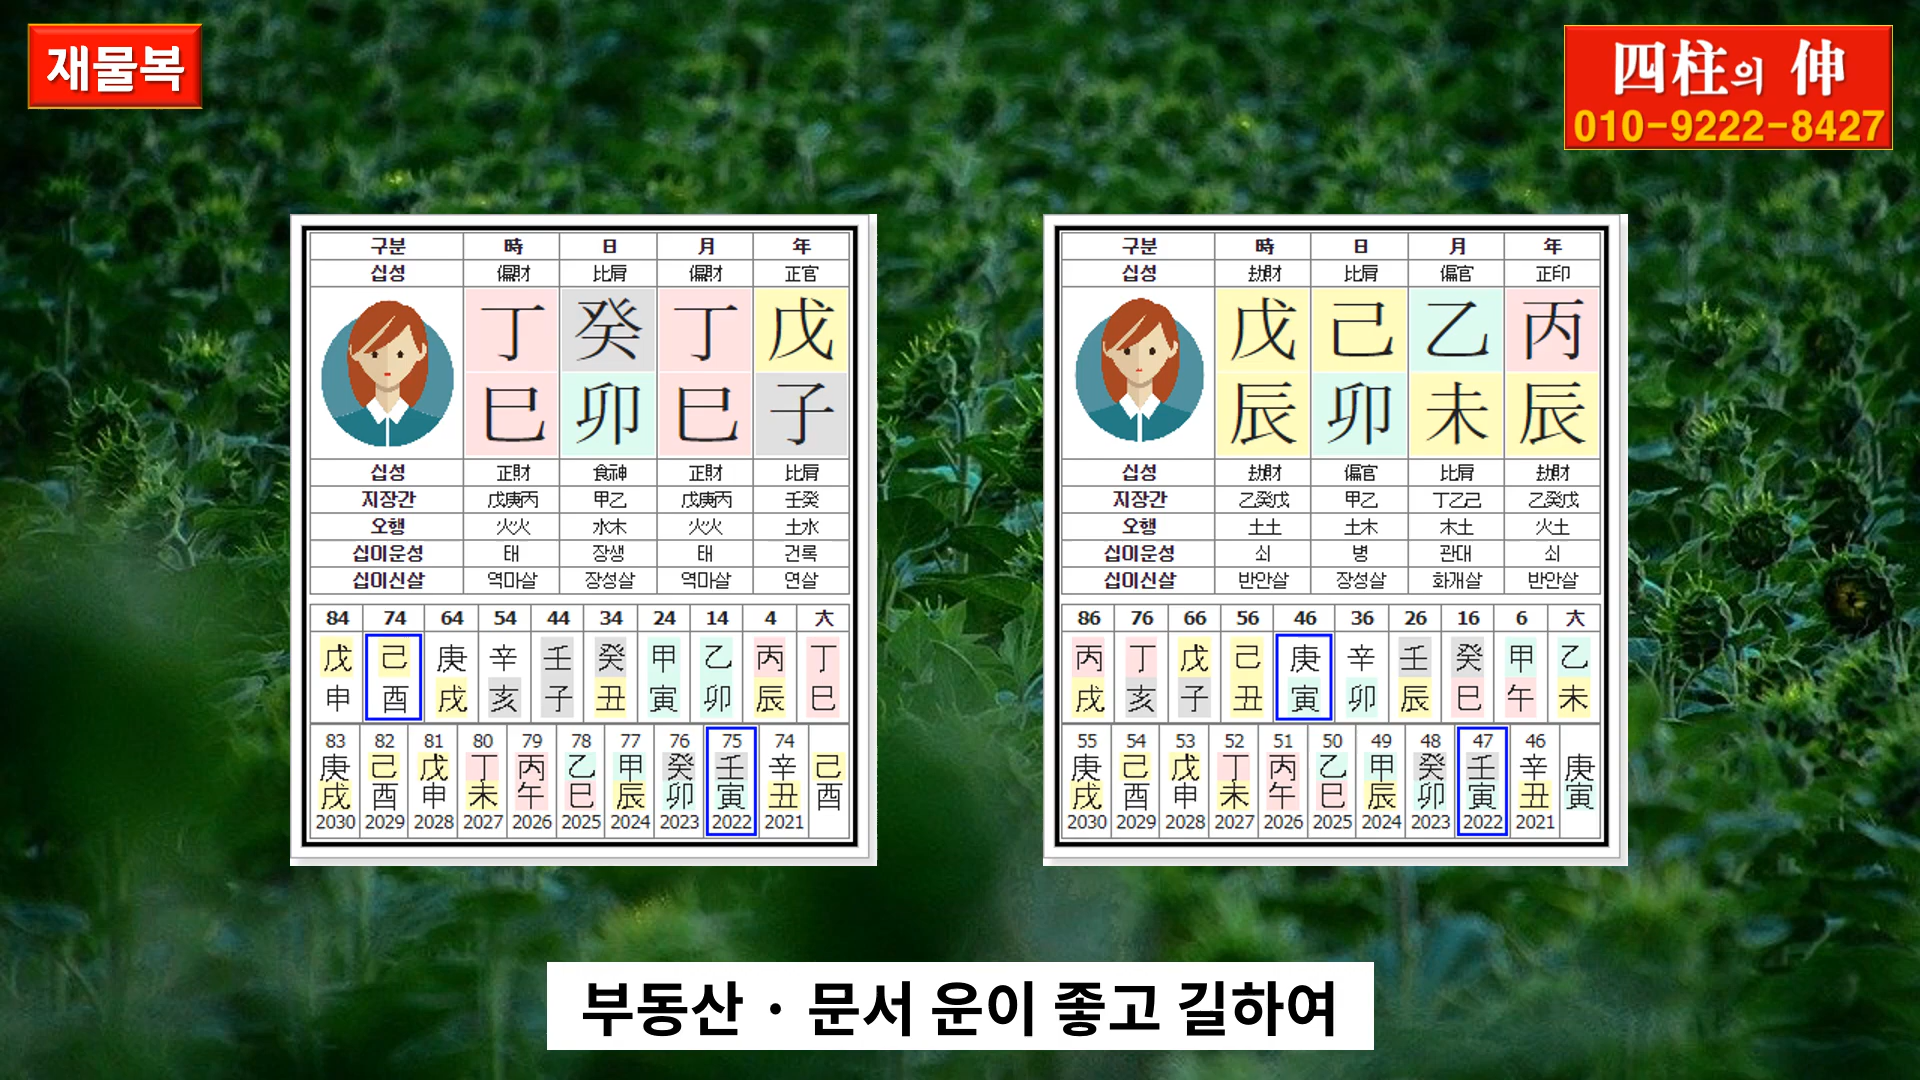 재물복
四柱의 伸
010-9222-8427
구분 時 日 月 年
십성 偏財 比肩 偏財 正官
丁 癸 丁 戊
巳 卯 巳 子
십성 正財 食神 正財 比肩
지장간 戊庚丙 甲乙 戊庚丙 壬癸
오행 火火 水木 火火 土水
십이운성 태 장생 태 건록
십이신살 역마살 장성살 역마살 연살
84 74 64 54 44 34 24 14 4 大
戊 己 庚 辛 壬 癸 甲 乙 丙 丁
申 酉 戌 亥 子 丑 寅 卯 辰 巳
83 82 81 80 79 78 77 76 75 74
庚 己 戊 丁 丙 乙 甲 癸 壬 辛 己
戌 酉 申 未 午 巳 辰 卯 寅 丑 酉
2030 2029 2028 2027 2026 2025 2024 2023 2022 2021
구분 時 日 月 年
십성 劫財 比肩 偏官 正印
戊 己 乙 丙
辰 卯 未 辰
십성 劫財 偏官 比肩 劫財
지장간 乙癸戊 甲乙 丁乙己 乙癸戊
오행 土土 土木 木土 火土
십이운성 쇠 병 관대 쇠
십이신살 반안살 장성살 화개살 반안살
86 76 66 56 46 36 26 16 6 大
丙 丁 戊 己 庚 辛 壬 癸 甲 乙
戌 亥 子 丑 寅 卯 辰 巳 午 未
55 54 53 52 51 50 49 48 47 46
庚 己 戊 丁 丙 乙 甲 癸 壬 辛 庚
戌 酉 申 未 午 巳 辰 卯 寅 丑 寅
2030 2029 2028 2027 2026 2025 2024 2023 2022 2021
부동산 · 문서 운이 좋고 길하여